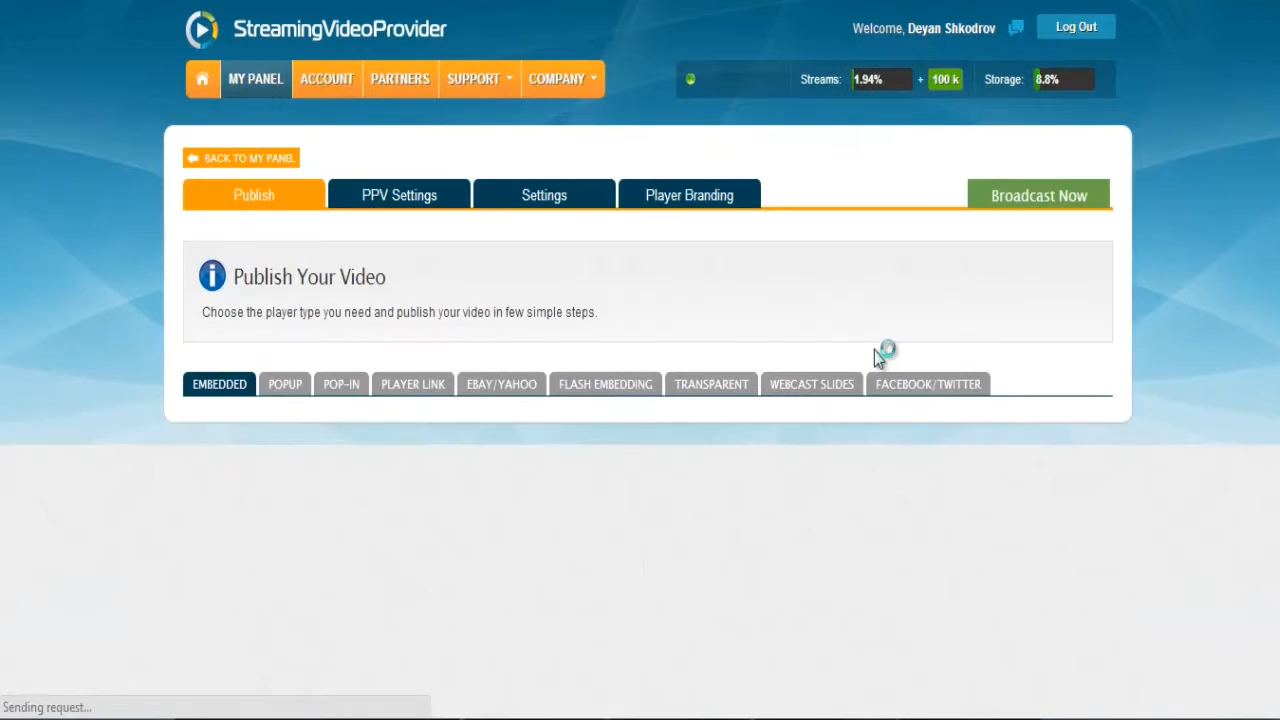 StreamingVideoProvider
Welcome, Deyan Shkodrov
Log Out
MY PANEL ACCOUNT PARTNERS SUPPORT COMPANY
Streams: 1.94% + 100 k Storage: 8.8%
BACK TO MY PANEL
Publish PPV Settings Settings Player Branding Broadcast Now
Publish Your Video
Choose the player type you need and publish your video in few simple steps.
EMBEDDED POPUP POP-IN PLAYER LINK EBAY/YAHOO FLASH EMBEDDING TRANSPARENT WEBCAST SLIDES FACEBOOK/TWITTER
Sending request...